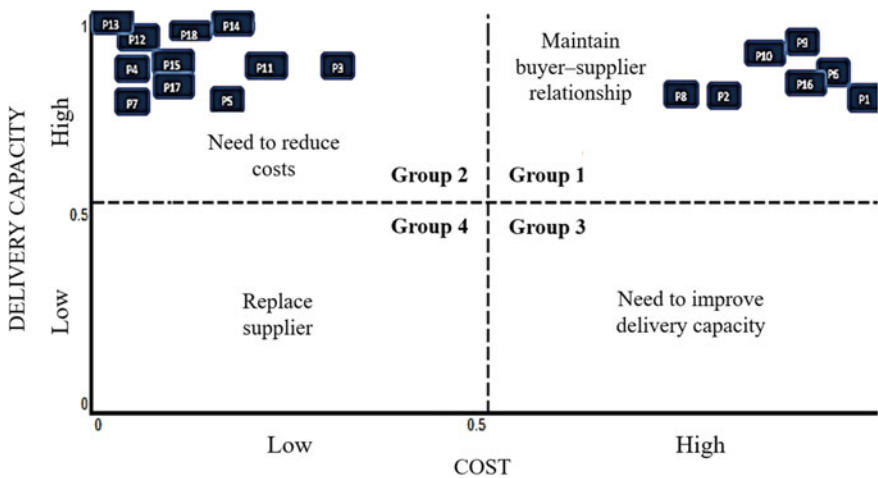 1
P13
P12
P18
P14
P4
P15
P11
P3
P7
P17
P5
Maintain
buyer–supplier
relationship
P9
P10
P6
P16
P8
P2
P1
Need to reduce
costs
Group 2
Group 1
DELIVERY CAPACITY
High
Low
0.5
Group 4
Group 3
Replace
supplier
Need to improve
delivery capacity
0
0
0.5
Low
High
COST